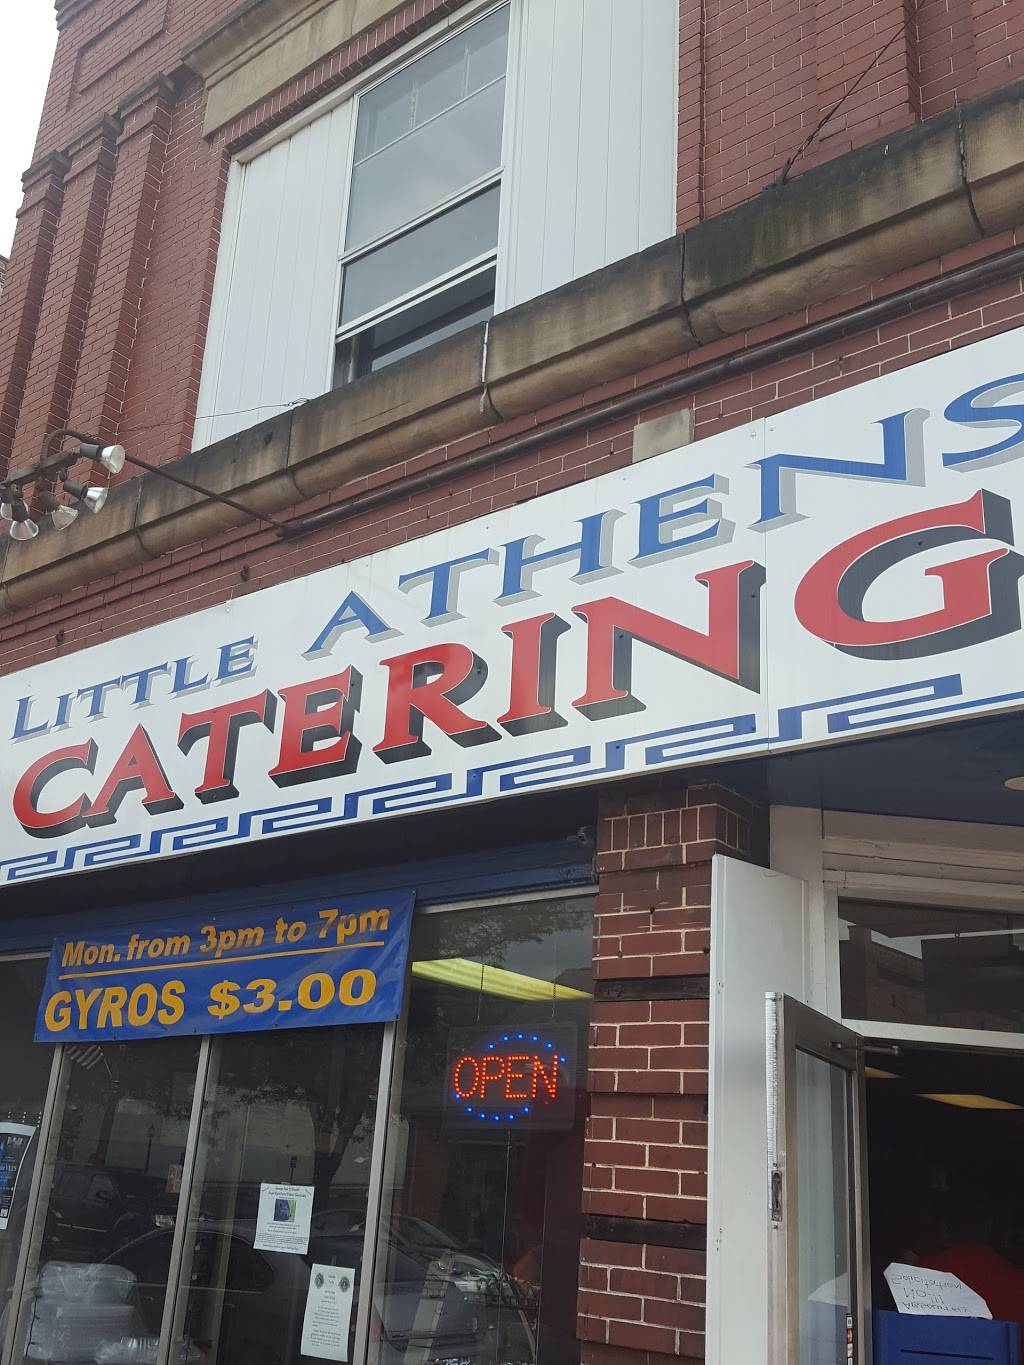 LITTLE ATHENS
CATERING
Mon. from 3pm to 7pm
GYROS $3.00
OPEN